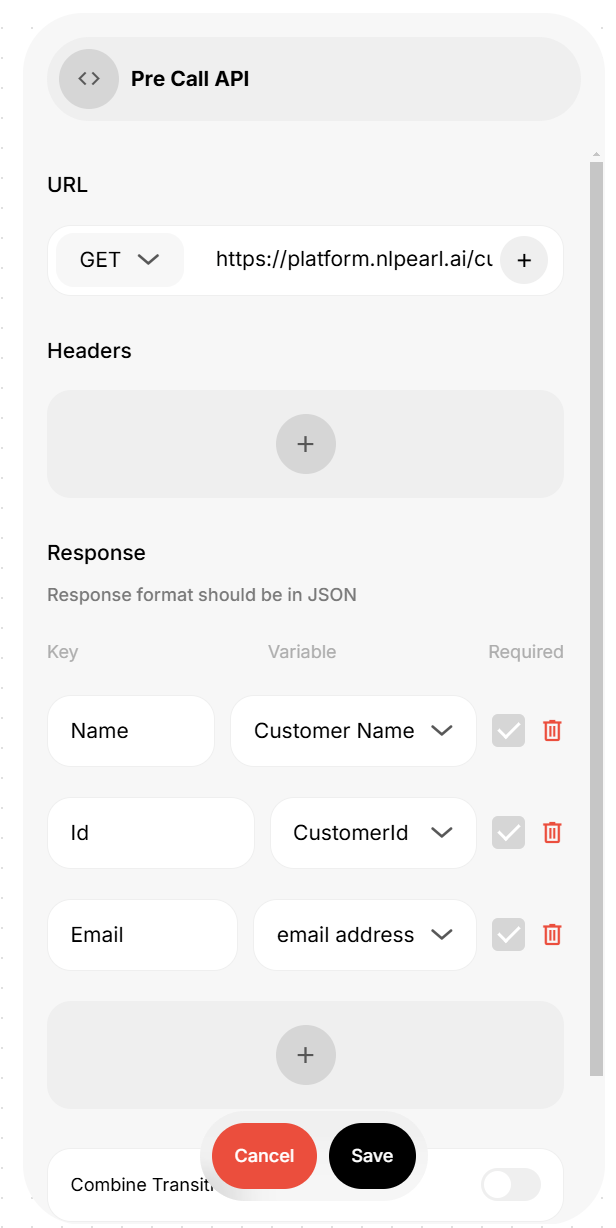 Pre Call API
URL
GET https://platform.nlpearl.ai/cu
Headers
+
Response
Response format should be in JSON
Key Variable Required
Name Customer Name
Id CustomerId
Email email address
+
Cancel Save
Combine Transiti